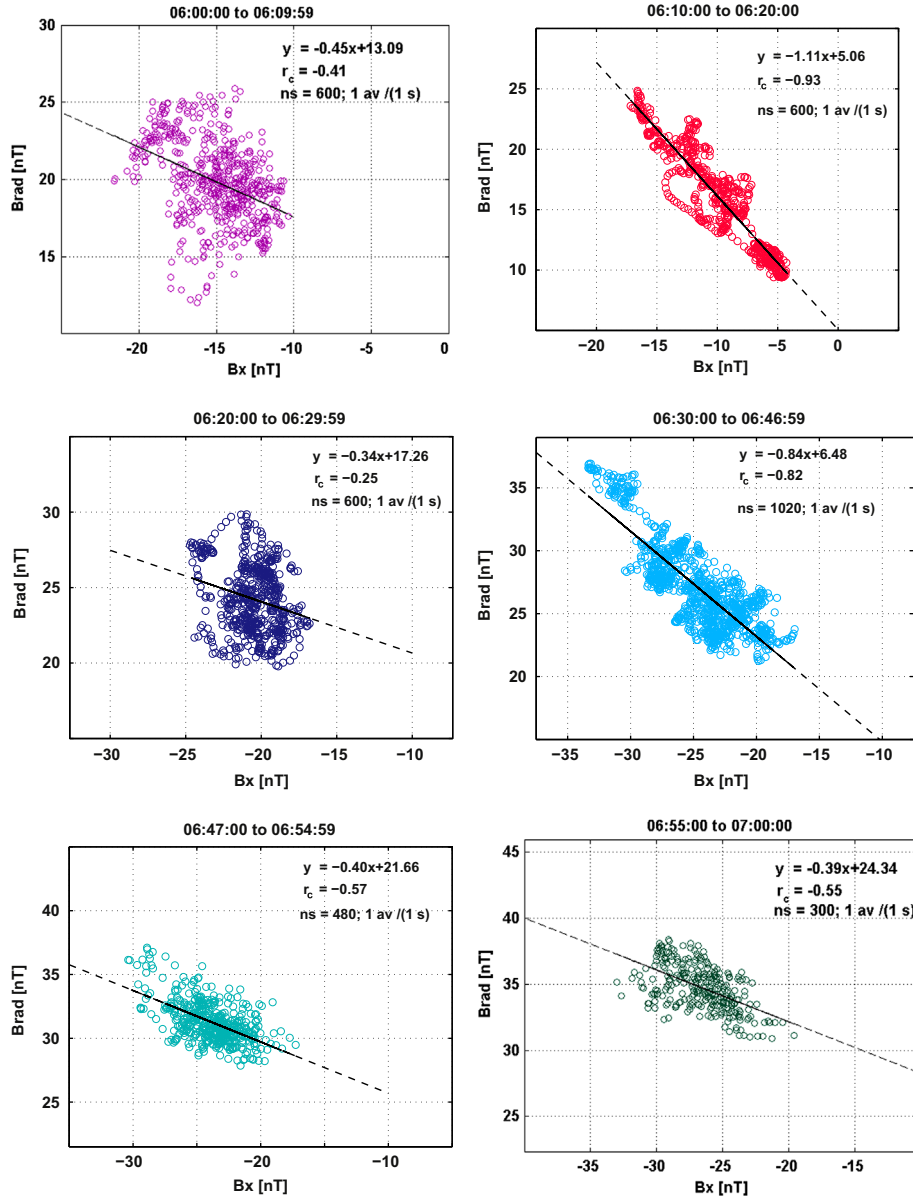 06:00:00 to 06:09:59
30
25
20
15
−20
−15
−10
−5
0
Brad [nT]
Bx [nT]
y = -0.45x+13.09
rc = -0.41
ns = 600; 1 av /(1 s)
06:10:00 to 06:20:00
25
20
15
10
−20
−15
−10
−5
0
Brad [nT]
Bx [nT]
y = −1.11x+5.06
rc = −0.93
ns = 600; 1 av /(1 s)
06:20:00 to 06:29:59
35
30
25
20
−30
−25
−20
−15
−10
Brad [nT]
Bx [nT]
y = −0.34x+17.26
rc = −0.25
ns = 600; 1 av /(1 s)
06:30:00 to 06:46:59
35
30
25
20
−35
−30
−25
−20
−15
−10
Brad [nT]
Bx [nT]
y = −0.84x+6.48
rc = −0.82
ns = 1020; 1 av /(1 s)
06:47:00 to 06:54:59
40
35
30
25
−30
−20
−10
Brad [nT]
Bx [nT]
y = −0.40x+21.66
rc = −0.57
ns = 480; 1 av /(1 s)
06:55:00 to 07:00:00
45
40
35
30
25
-35
-30
-25
-20
-15
-10
Brad [nT]
Bx [nT]
y = -0.39x+24.34
rc = -0.55
ns = 300; 1 av /(1 s)